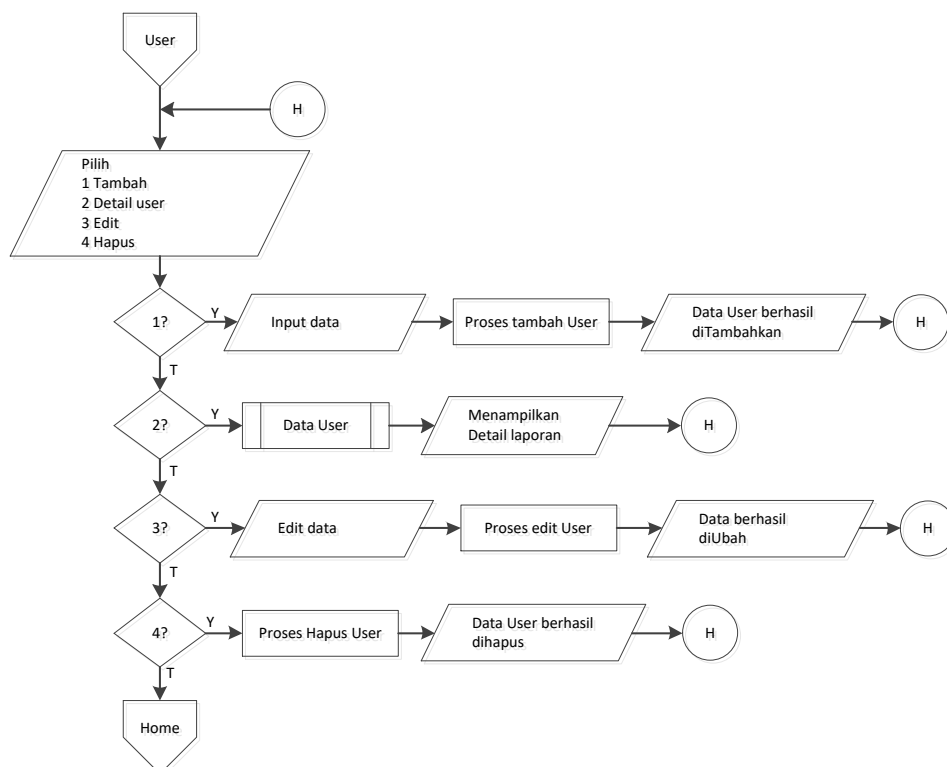 User
H
Pilih
1 Tambah
2 Detail user
3 Edit
4 Hapus
1?
Y
Input data
Proses tambah User
Data User berhasil
diTambahkan
H
T
2?
Y
Data User
Menampilkan
Detail laporan
H
T
3?
Y
Edit data
Proses edit User
Data berhasil
diUbah
H
T
4?
Y
Proses Hapus User
Data User berhasil
dihapus
H
T
Home